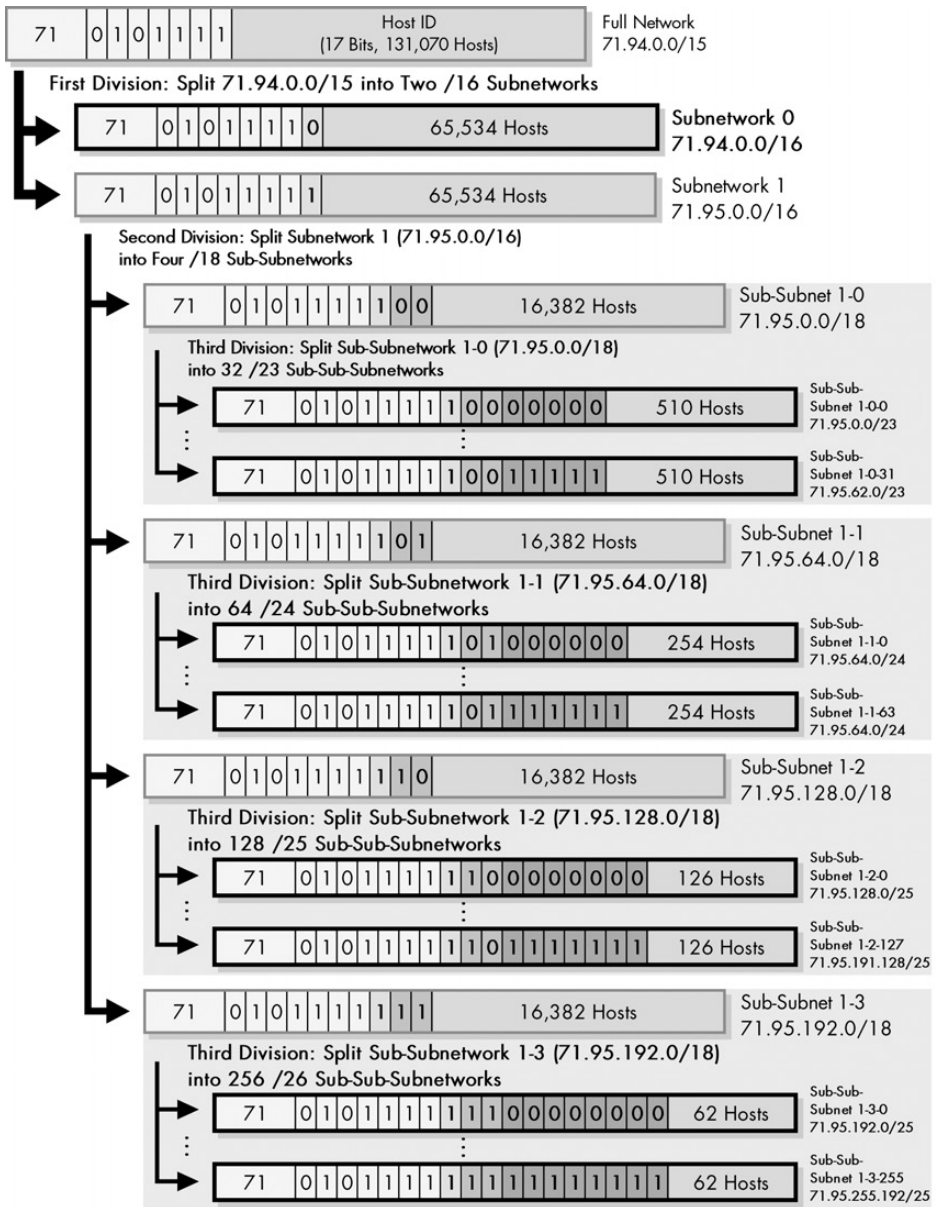 71 0 1 0 1 1 1 1 Host ID
(17 Bits, 131,070 Hosts)
Full Network
71.94.0.0/15
First Division: Split 71.94.0.0/15 into Two /16 Subnetworks
71 0 1 0 1 1 1 1 0 65,534 Hosts
Subnetwork 0
71.94.0.0/16
71 0 1 0 1 1 1 1 1 65,534 Hosts
Subnetwork 1
71.95.0.0/16
Second Division: Split Subnetwork 1 (71.95.0.0/16)
into Four /18 Sub-Subnetworks
71 0 1 0 1 1 1 1 1 0 0 16,382 Hosts
Sub-Subnet 1-0
71.95.0.0/18
Third Division: Split Sub-Subnetwork 1-0 (71.95.0.0/18)
into 32 /23 Sub-Sub-Subnetworks
71 0 1 0 1 1 1 1 1 0 0 0 0 0 0 0 510 Hosts
Sub-Sub-
Subnet 1-0-0
71.95.0.0/23
71 0 1 0 1 1 1 1 1 0 0 1 1 1 1 1 510 Hosts
Sub-Sub-
Subnet 1-0-31
71.95.62.0/23
71 0 1 0 1 1 1 1 1 0 1 16,382 Hosts
Sub-Subnet 1-1
71.95.64.0/18
Third Division: Split Sub-Subnetwork 1-1 (71.95.64.0/18)
into 64 /24 Sub-Sub-Subnetworks
71 0 1 0 1 1 1 1 1 0 1 0 0 0 0 0 0 254 Hosts
Sub-Sub-
Subnet 1-1-0
71.95.64.0/24
71 0 1 0 1 1 1 1 1 0 1 1 1 1 1 1 1 254 Hosts
Sub-Sub-
Subnet 1-1-63
71.95.64.0/24
71 0 1 0 1 1 1 1 1 1 0 16,382 Hosts
Sub-Subnet 1-2
71.95.128.0/18
Third Division: Split Sub-Subnetwork 1-2 (71.95.128.0/18)
into 128 /25 Sub-Sub-Subnetworks
71 0 1 0 1 1 1 1 1 1 0 0 0 0 0 0 0 0 126 Hosts
Sub-Sub-
Subnet 1-2-0
71.95.128.0/25
71 0 1 0 1 1 1 1 1 1 0 1 1 1 1 1 1 1 126 Hosts
Sub-Sub-
Subnet 1-2-127
71.95.191.128/25
71 0 1 0 1 1 1 1 1 1 1 16,382 Hosts
Sub-Subnet 1-3
71.95.192.0/18
Third Division: Split Sub-Subnetwork 1-3 (71.95.192.0/18)
into 256 /26 Sub-Sub-Subnetworks
71 0 1 0 1 1 1 1 1 1 1 0 0 0 0 0 0 0 0 62 Hosts
Sub-Sub-
Subnet 1-3-0
71.95.192.0/25
71 0 1 0 1 1 1 1 1 1 1 1 1 1 1 1 1 1 1 62 Hosts
Sub-Sub-
Subnet 1-3-255
71.95.255.192/25